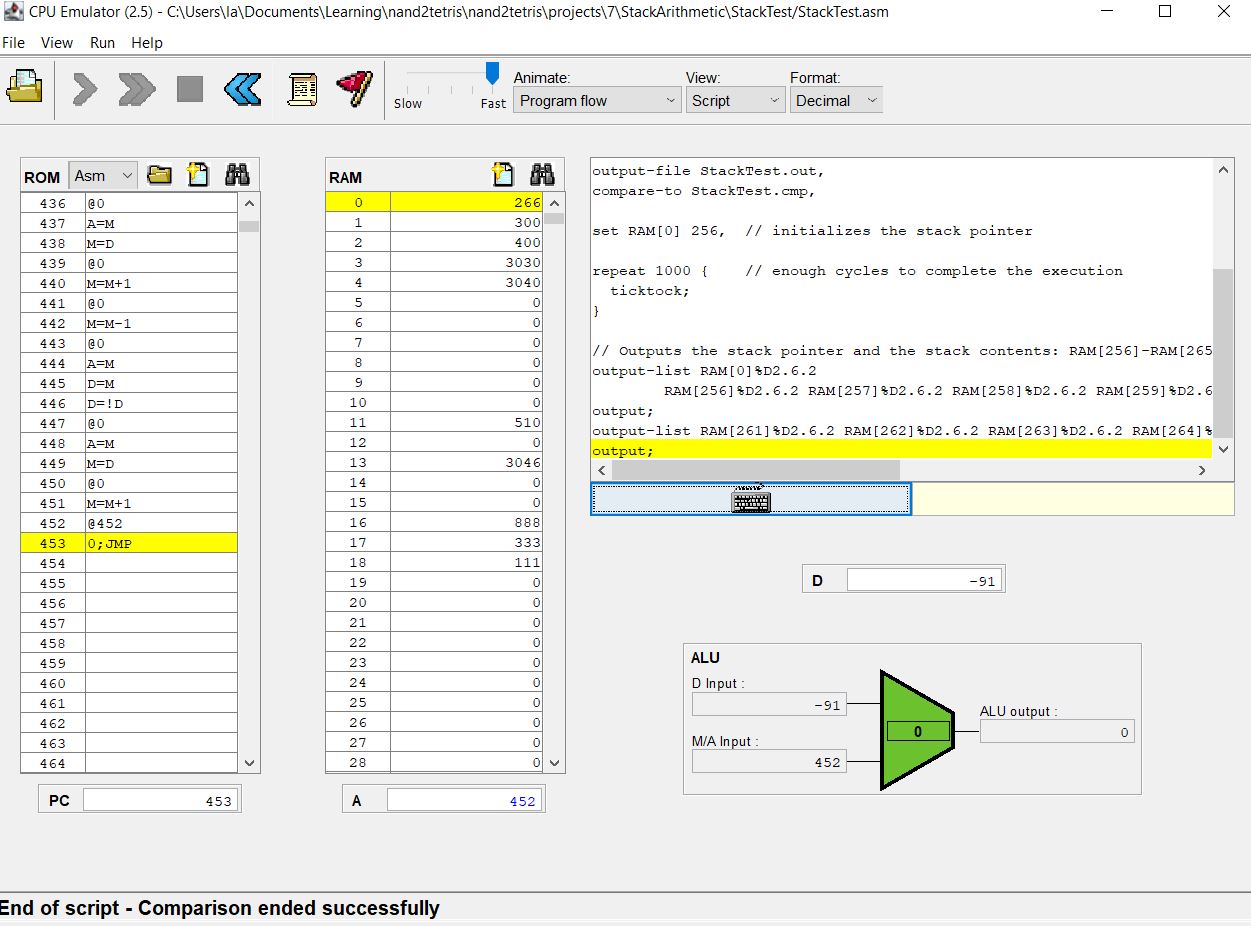 CPU Emulator (2.5) - C:\Users\la\Documents\Learning\nand2tetris\nand2tetris\projects\7\StackArithmetic\StackTest/StackTest.asm
File View Run Help
Slow Fast
Animate:
Program flow
View:
Script
Format:
Decimal
ROM Asm
436 @0
437 A=M
438 M=D
439 @0
440 M=M+1
441 @0
442 M=M-1
443 @0
444 A=M
445 D=M
446 D=!D
447 @0
448 A=M
449 M=D
450 @0
451 M=M+1
452 @452
453 0;JMP
454
455
456
457
458
459
460
461
462
463
464
PC 453
RAM
0 266
1 300
2 400
3 3030
4 3040
5 0
6 0
7 0
8 0
9 0
10 0
11 510
12 0
13 3046
14 0
15 0
16 888
17 333
18 111
19 0
20 0
21 0
22 0
23 0
24 0
25 0
26 0
27 0
28 0
A 452
output-file StackTest.out,
compare-to StackTest.cmp,
set RAM[0] 256, // initializes the stack pointer
repeat 1000 { // enough cycles to complete the execution
ticktock;
}
// Outputs the stack pointer and the stack contents: RAM[256]-RAM[265
output-list RAM[0]%D2.6.2
RAM[256]%D2.6.2 RAM[257]%D2.6.2 RAM[258]%D2.6.2 RAM[259]%D2.6
output;
output-list RAM[261]%D2.6.2 RAM[262]%D2.6.2 RAM[263]%D2.6.2 RAM[264]%
output;
D -91
ALU
D Input :
-91
M/A Input :
452
0
ALU output :
0
End of script - Comparison ended successfully